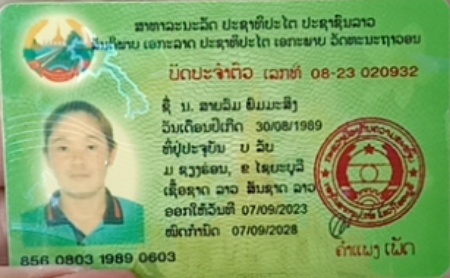 ສາທາລະນະລັດ ປະຊາທິປະໄຕ ປະຊາຊົນລາວ
ສັນຕິພາບ ເອກະລາດ ປະຊາທິປະໄຕ ເອກະພາບ ວັດທະນະຖາວອນ
ບັດປະຈໍາຕົວ ເລກທີ 08-23 020932
ຊື່ ນ. ສາຍລົມ ພິມມະສິງ
ວັນເດືອນປີເກີດ 30/08/1989
ທີ່ຢູ່ປະຈຸບັນ ບ
ມ ຊຽງຮ່ອນ, ຂ ໄຊຍະບູລີ
ເຊື້ອຊາດ ລາວ ສັນຊາດ ລາວ
ອອກໃຫ້ວັນທີ 07/09/2023
ໝົດກໍານົດ 07/09/2028
856 0803 1989 0603
ຄໍາແພງ